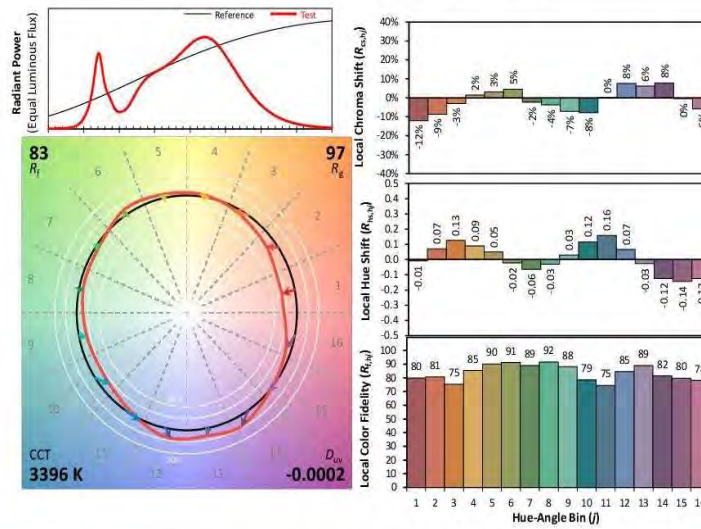 Reference Test
Radiant Power
(Equal Luminous Flux)
83
Rf
97
Rg
5 4
6 3
7 2
8 1
9 16
10
12
CCT
3396 K
Duv
-0.0002
Local Chroma Shift (Rcs,hj)
40%
30%
20%
10%
0%
-10%
-20%
-30%
-40%
-12% -9% -3% 2% 3% 5% -2% -4% -7% -8% 0% 8% 6% 8% 0%
Local Hue Shift (Rhs,hj)
0.5
0.4
0.3
0.2
0.1
0.0
-0.1
-0.2
-0.3
-0.4
-0.5
-0.01 0.07 0.13 0.09 0.05 -0.02 -0.06 -0.03 0.03 0.12 0.16 0.07 -0.03 -0.12 -0.14
Local Color Fidelity (Rf,hj)
100
90
80
70
60
50
40
30
20
10
0
80 81 75 85 90 91 89 92 88 79 75 85 89 82 80
1 2 3 4 5 6 7 8 9 10 11 12 13 14 15
Hue-Angle Bin (j)